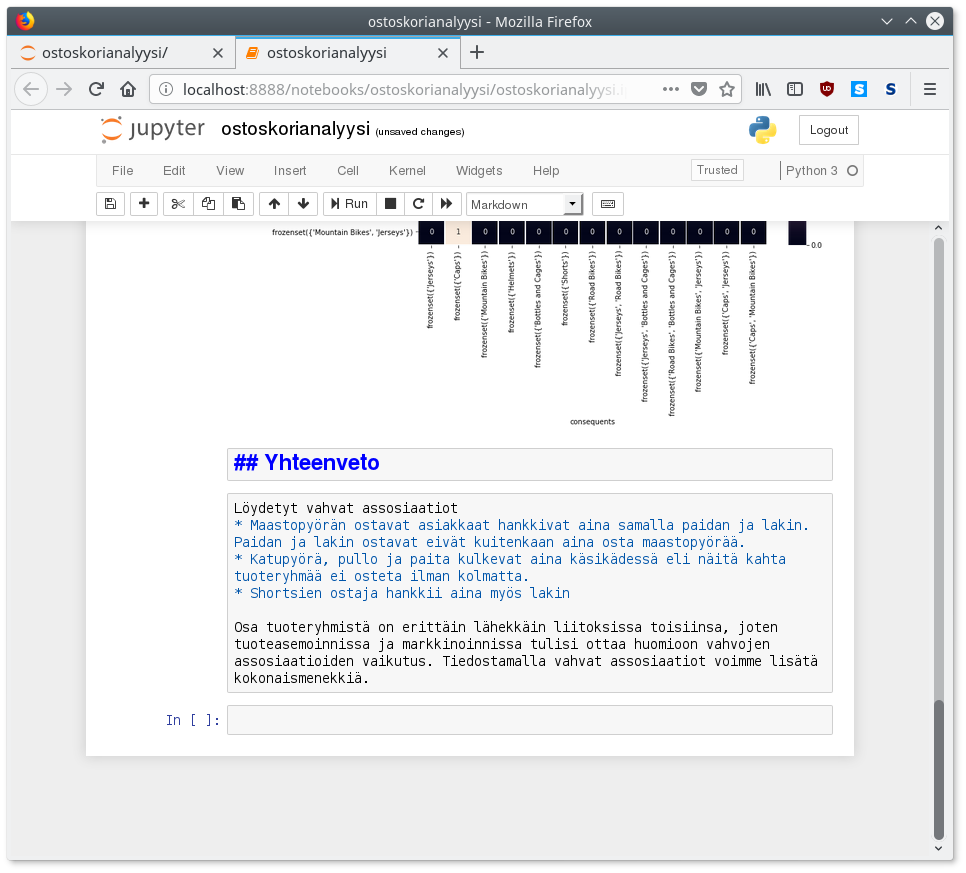 ostoskorianalyysi - Mozilla Firefox
ostoskorianalyysi/
ostoskorianalyysi
localhost:8888/notebooks/ostoskorianalyysi/ostoskorianalyysi.
jupyter ostoskorianalyysi (unsaved changes)
Logout
File Edit View Insert Cell Kernel Widgets Help Trusted Python 3
Run Markdown
frozenset({'Mountain Bikes', 'Jerseys'}) 0 1 0 0 0 0 0 0 0 0 0 0 0 0.0
frozenset({'Jerseys'})
frozenset({'Caps'})
frozenset({'Mountain Bikes'})
frozenset({'Helmets'})
frozenset({'Bottles and Cages'})
frozenset({'Shorts'})
frozenset({'Road Bikes'})
frozenset({'Jerseys', 'Road Bikes'})
frozenset({'Jerseys', 'Bottles and Cages'})
frozenset({'Road Bikes', 'Bottles and Cages'})
frozenset({'Mountain Bikes', 'Jerseys'})
frozenset({'Caps', 'Jerseys'})
frozenset({'Caps', 'Mountain Bikes'})
consequents
## Yhteenveto
Löydetyt vahvat assosiaatiot
* Maastopyörän ostavat asiakkaat hankkivat aina samalla paidan ja lakin.
Paidan ja lakin ostavat eivät kuitenkaan aina osta maastopyörää.
* Katupyörä, pullo ja paita kulkevat aina käsikädessä eli näitä kahta
tuoteryhmää ei osteta ilman kolmatta.
* Shortsien ostaja hankkii aina myös lakin
Osa tuoteryhmistä on erittäin lähekkäin liitoksissa toisiinsa, joten
tuoteasemoinnissa ja markkinoinnissa tulisi ottaa huomioon vahvojen
assosiaatioiden vaikutus. Tiedostamalla vahvat assosiaatiot voimme lisätä
kokonaismenekkiä.
In [ ]: